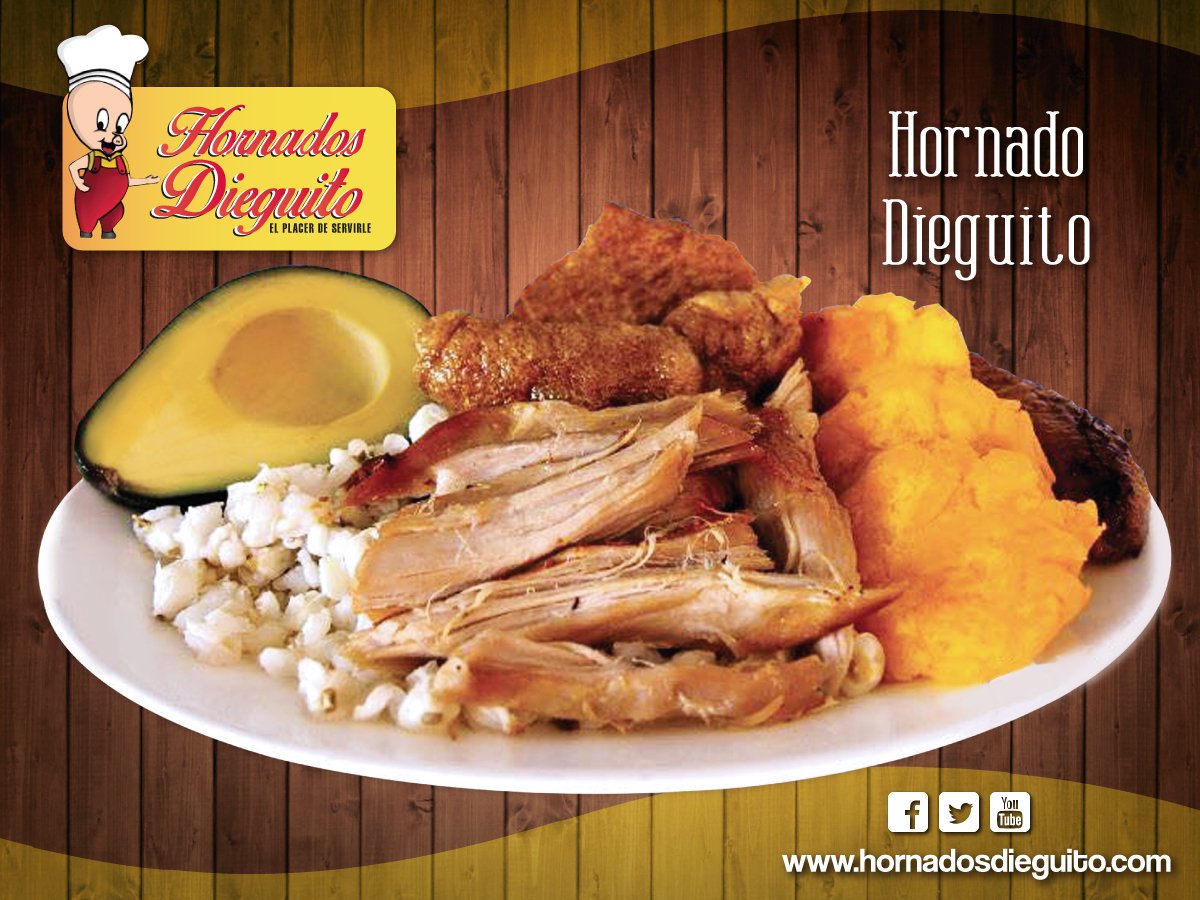 Hornados
Dieguito
EL PLACER DE SERVIRLE
Hornado
Dieguito
You
Tube
www.hornadosdieguito.com